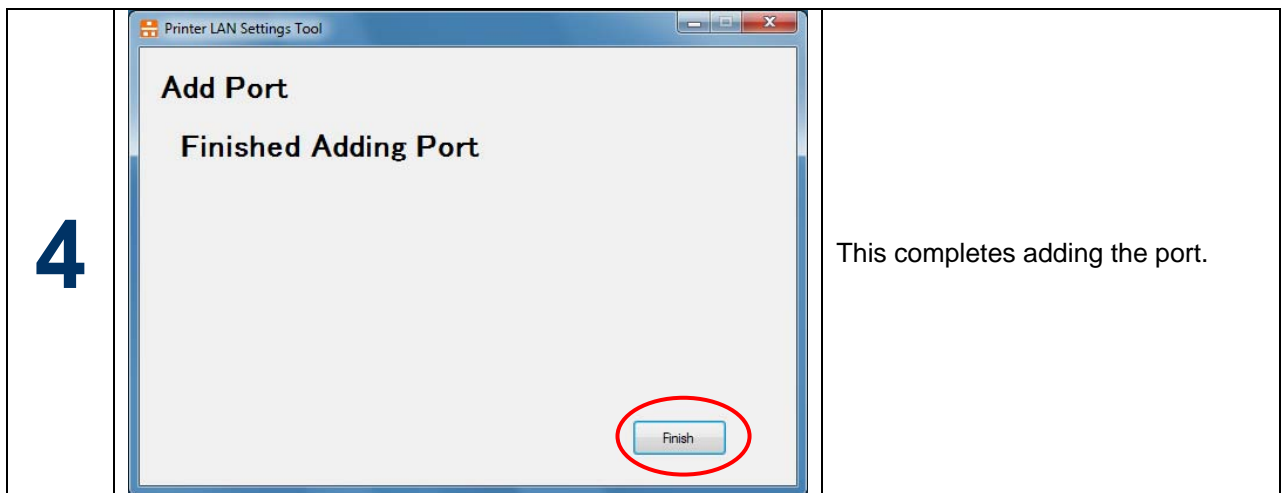 4
Printer LAN Settings Tool
Add Port
Finished Adding Port
Finish
This completes adding the port.